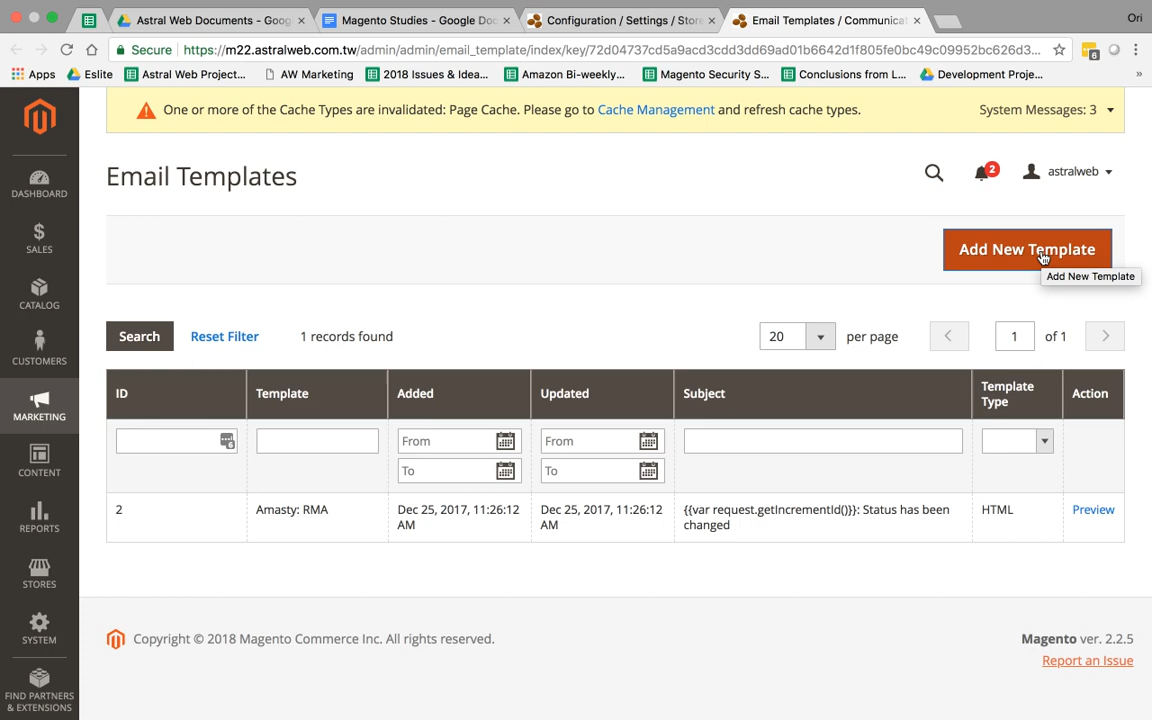 Astral Web Documents - Goog
Magento Studies - Google Doc
Configuration / Settings / Store
Email Templates / Communicat
Ori
Secure
https://m22.astralweb.com.tw/admin/admin/email_template/index/key/72d04737cd5a9acd3cdd3dd69ad01b6642d1f805fe0bc49c09952bc626d3...
6
Apps
Eslite
Astral Web Project...
AW Marketing
2018 Issues & Idea...
Amazon Bi-weekly...
Magento Security S...
Conclusions from L...
Development Proje...
»
One or more of the Cache Types are invalidated: Page Cache. Please go to Cache Management and refresh cache types.
System Messages: 3
DASHBOARD
SALES
CATALOG
CUSTOMERS
MARKETING
CONTENT
REPORTS
STORES
SYSTEM
FIND PARTNERS
& EXTENSIONS
Email Templates
2
astralweb
Add New Template
Add New Template
Search
Reset Filter
1 records found
20
per page
1
of 1
ID
Template
Added
Updated
Subject
Template
Type
Action
From
To
From
To
2
Amasty: RMA
Dec 25, 2017, 11:26:12
AM
Dec 25, 2017, 11:26:12
AM
{{var request.getIncrementId()}}: Status has been
changed
HTML
Preview
Copyright © 2018 Magento Commerce Inc. All rights reserved.
Magento ver. 2.2.5
Report an Issue